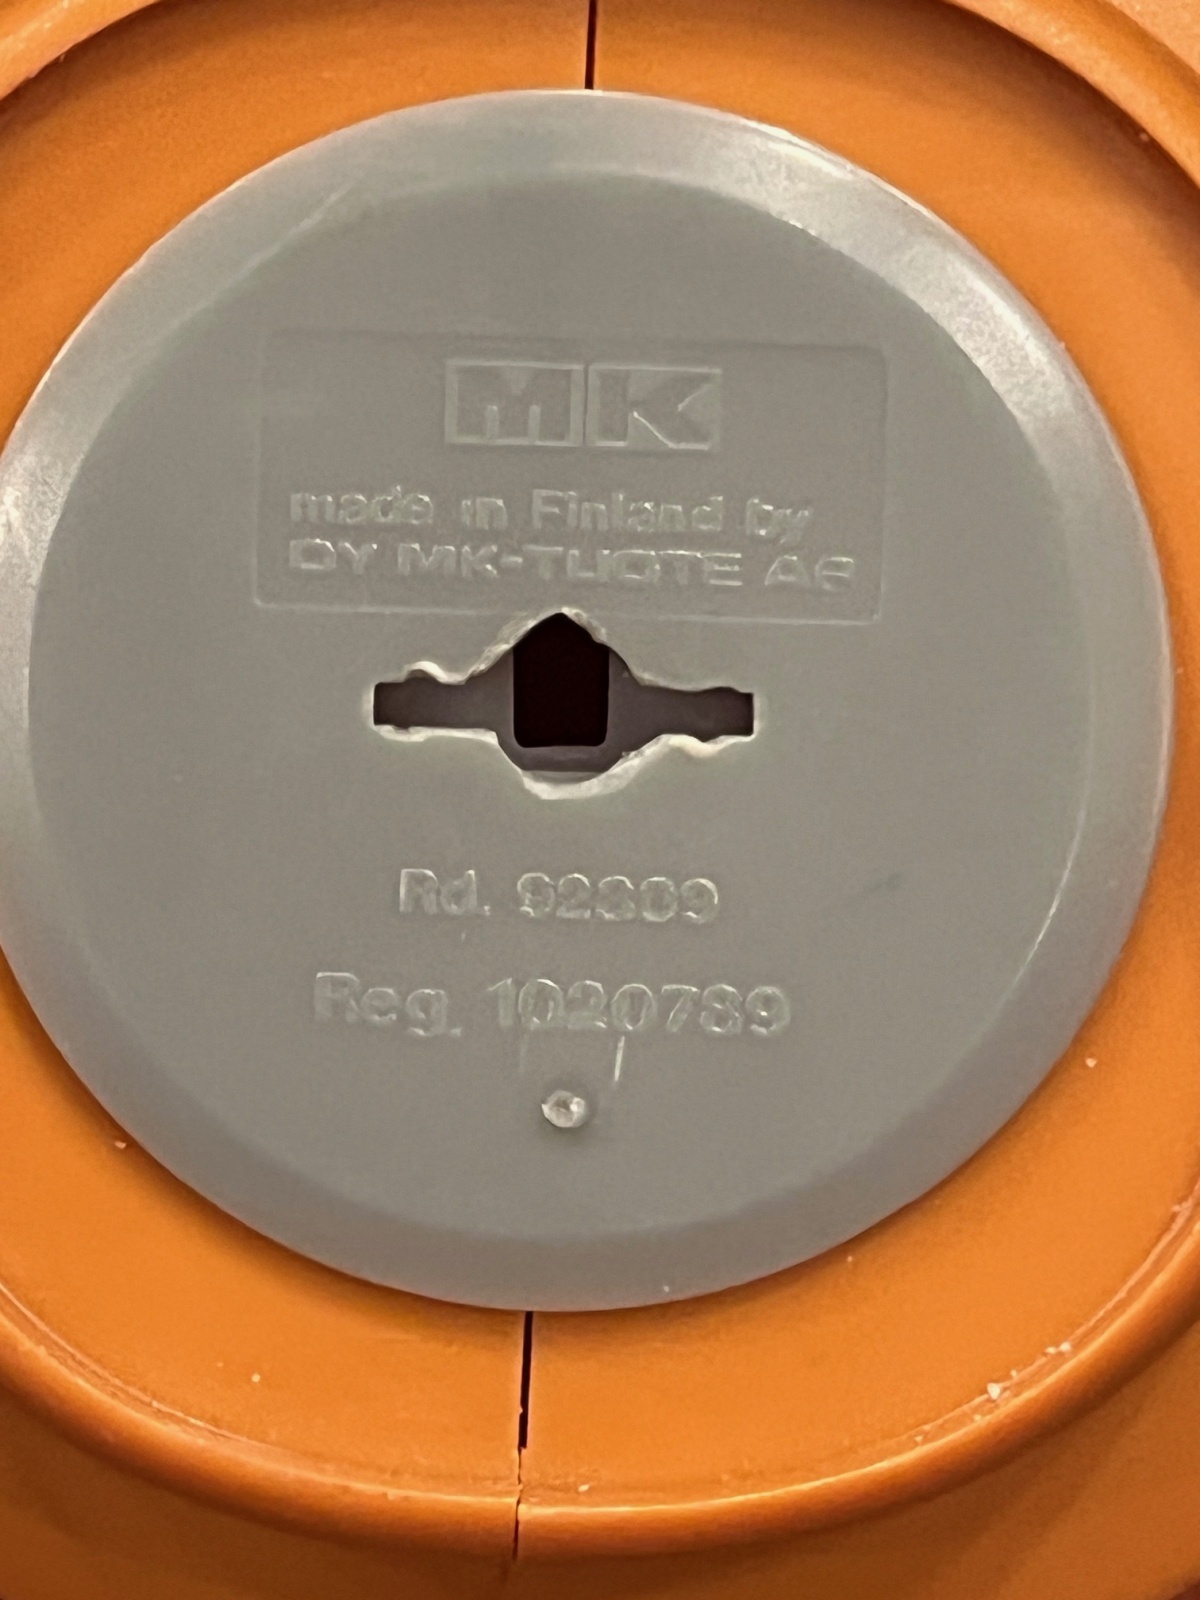 MK
made in Finland by
OY MK-TUOTE AB
Rd. 92309
Reg. 1020789